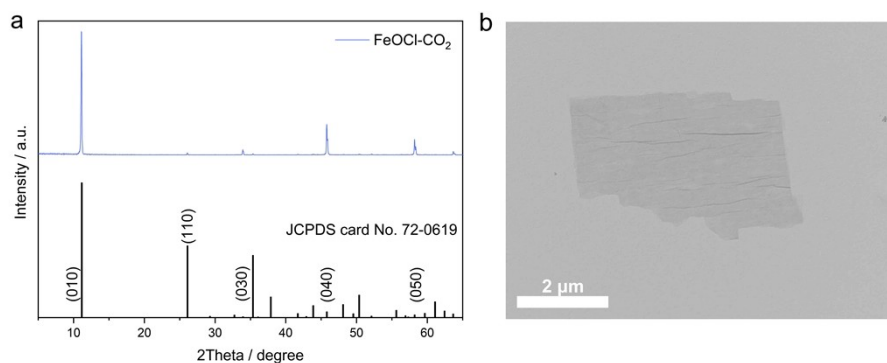 a
FeOCl-CO₂
Intensity / a.u.
JCPDS card No. 72-0619
(010)
(110)
(030)
(040)
(050)
10 20 30 40 50 60
2Theta / degree
b
2 μm